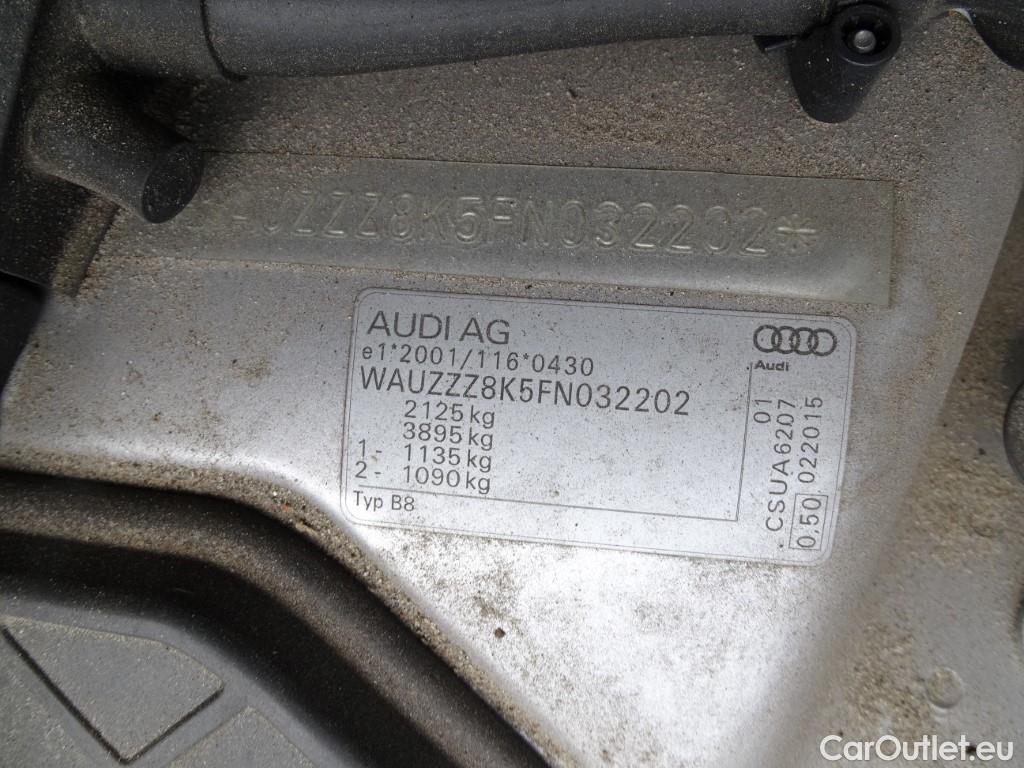 AUZZZ8K5FN032202*
AUDI AG
e1*2001/116*0430
WAUZZZ8K5FN032202
2125 kg
3895 kg
1 - 1135 kg
2 - 1090 kg
Typ B8
Audi
01
CSUA6207
0,50 022015
CarOutlet.eu